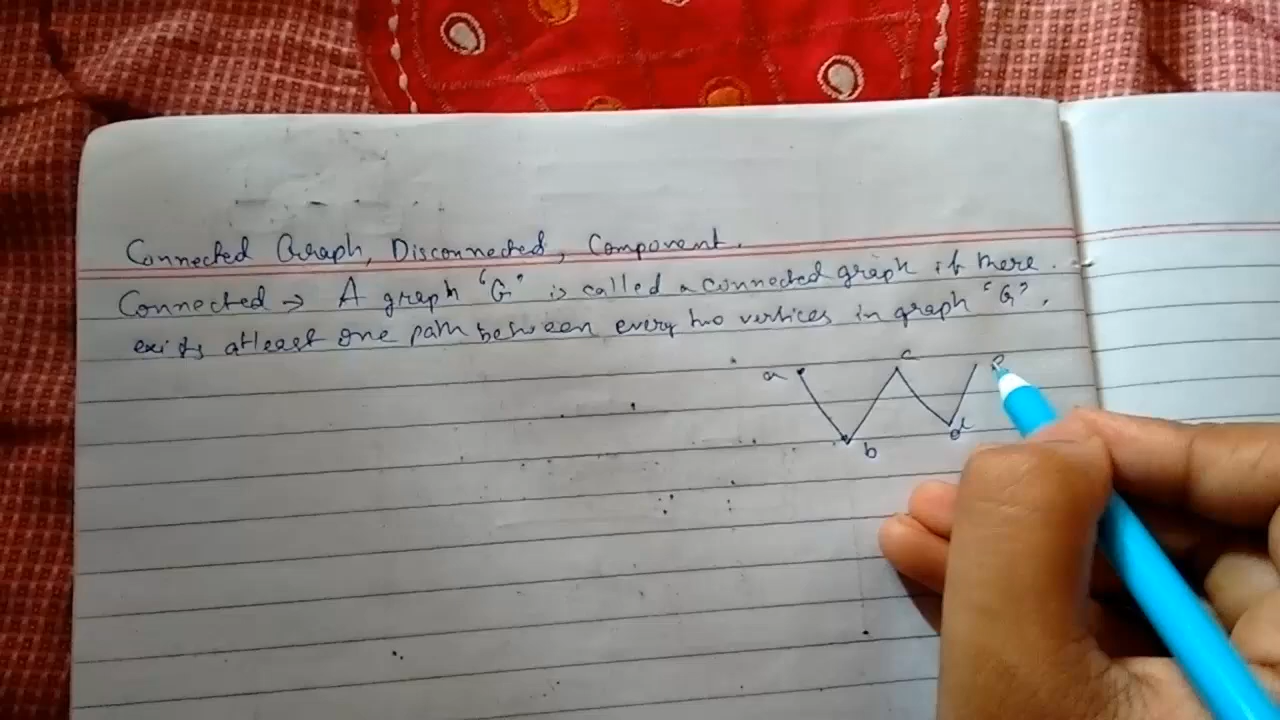 Connected Graph, Disconnected, Component.
Connected → A graph "G" is called a connected graph if there
exists atleast one path between every two vertices in graph "G".
a c e
b d